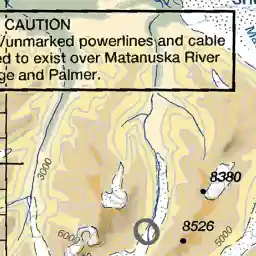 CAUTION
/unmarked powerlines and cable
ed to exist over Matanuska River
ge and Palmer.
3000
8380
8526
6000
5000